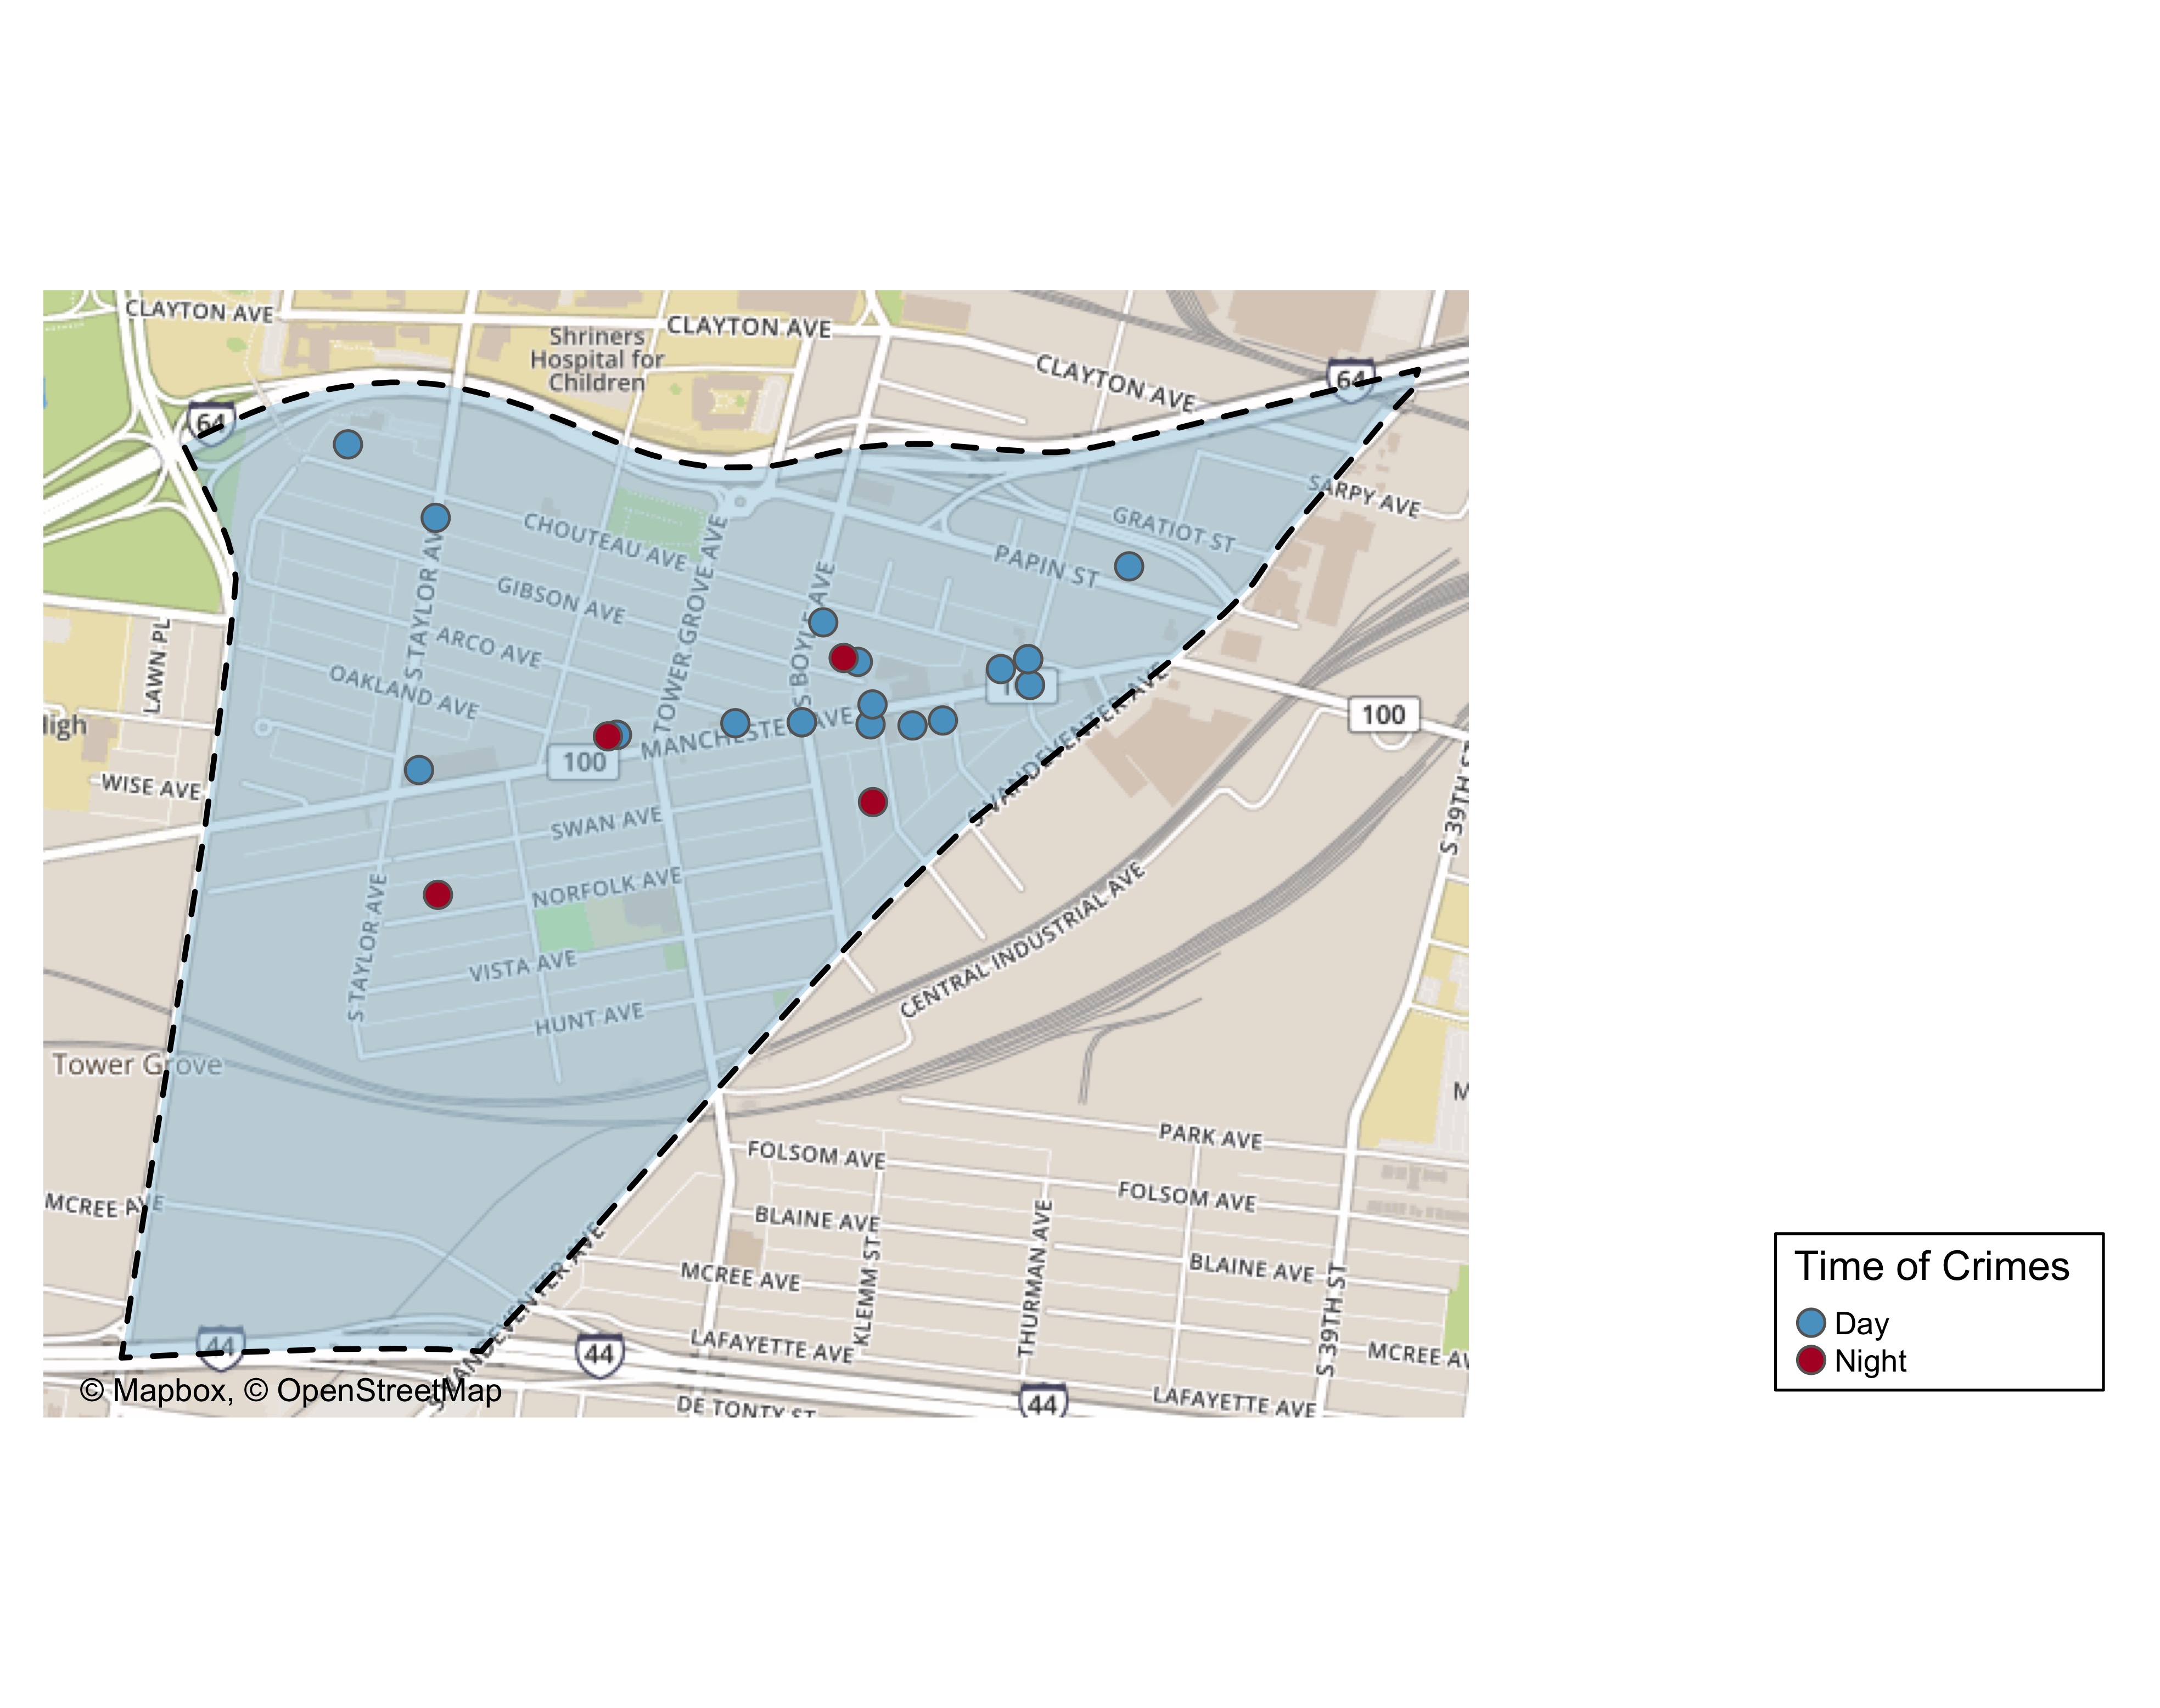 CLAYTON AVE
CLAYTON AVE
Shriners
Hospital for
Children
CLAYTON AVE
64
64
SARPY AVE
GRATIOT ST
CHOUTEAU AVE
PAPIN ST
GIBSON AVE
S TAYLOR AVE
TOWER GROVE AVE
S BOYLE AVE
ARCO AVE
LAWN PL
OAKLAND AVE
MANCHESTER AVE
100
100
S VANDEVENTER AVE
WISE AVE
SWAN AVE
S 39TH ST
NORFOLK AVE
S TAYLOR AVE
VISTA AVE
CENTRAL INDUSTRIAL AVE
HUNT AVE
Tower Grove
PARK AVE
FOLSOM AVE
FOLSOM AVE
MCREE AVE
BLAINE AVE
BLAINE AVE
MCREE AVE
KLEMM ST
THURMAN AVE
S 39TH ST
S VANDEVENTER AVE
44
44
LAFAYETTE AVE
MCREE AV
LAFAYETTE AVE
44
DE TONTY ST
© Mapbox, © OpenStreetMap
Time of Crimes
Day
Night